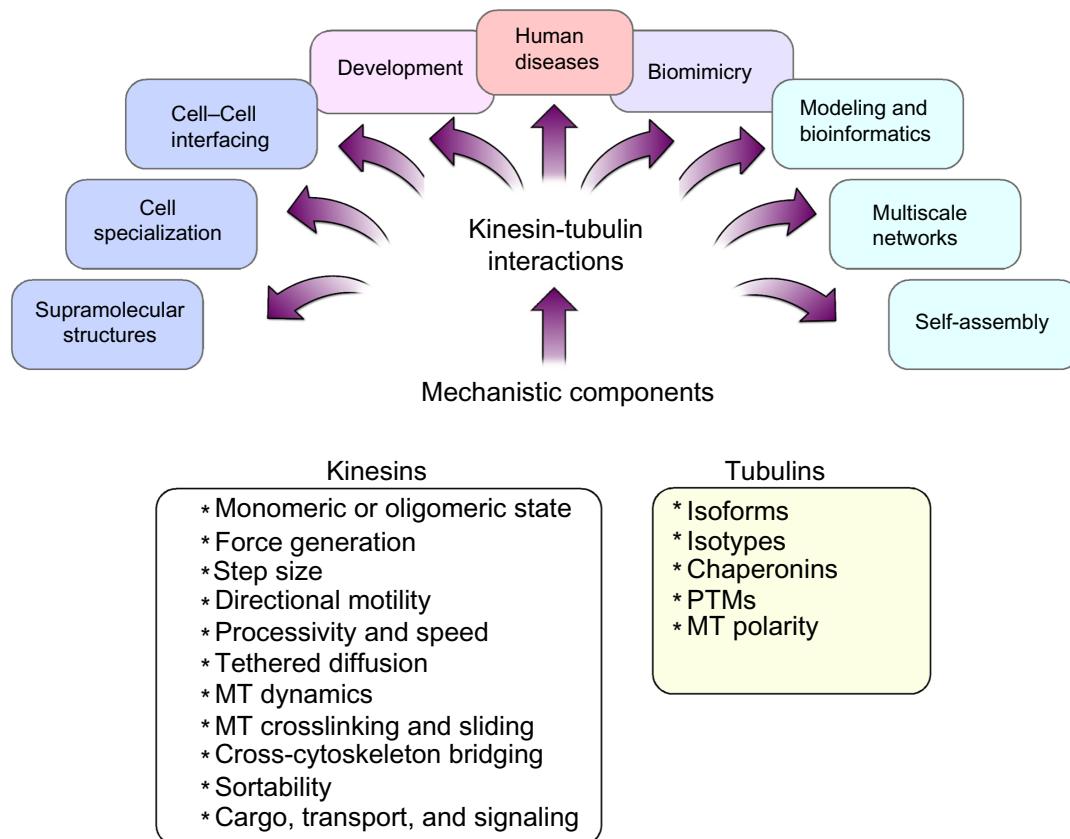 Human
diseases
Development
Biomimicry
Cell–Cell
interfacing
Modeling and
bioinformatics
Cell
specialization
Multiscale
networks
Supramolecular
structures
Self-assembly
Kinesin-tubulin
interactions
Mechanistic components
Kinesins
* Monomeric or oligomeric state
* Force generation
* Step size
* Directional motility
* Processivity and speed
* Tethered diffusion
* MT dynamics
* MT crosslinking and sliding
* Cross-cytoskeleton bridging
* Sortability
* Cargo, transport, and signaling
Tubulins
* Isoforms
* Isotypes
* Chaperonins
* PTMs
* MT polarity